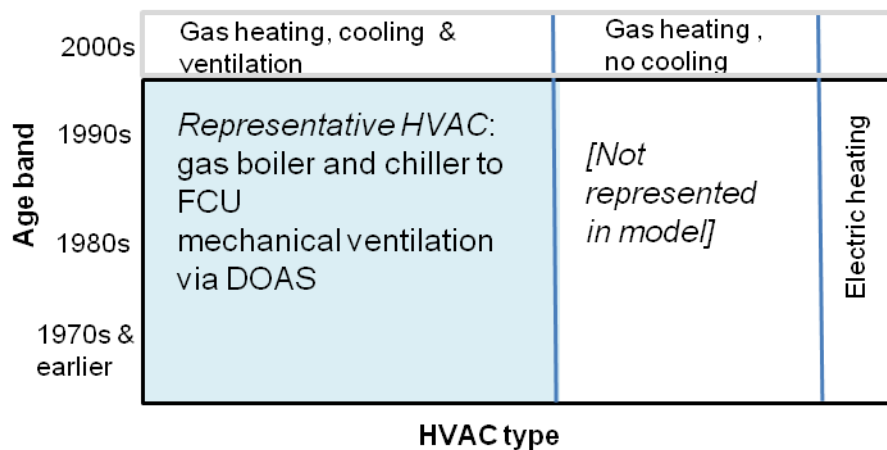 Gas heating, cooling &
ventilation
Gas heating ,
no cooling
2000s
1990s
1980s
1970s &
earlier
Age band
Representative HVAC:
gas boiler and chiller to
FCU
mechanical ventilation
via DOAS
[Not
represented
in model]
Electric heating
HVAC type